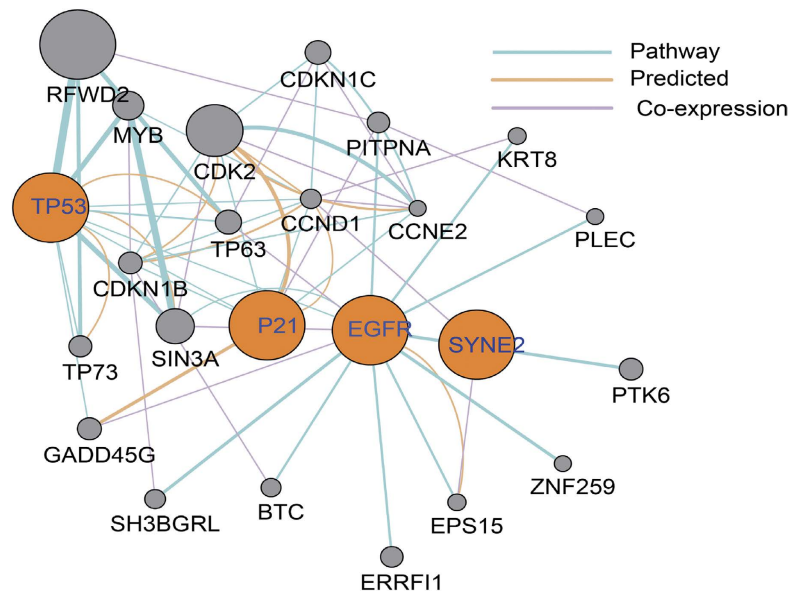 Pathway
Predicted
Co-expression
CDKN1C
RFWD2
MYB
PITPNA
KRT8
CDK2
TP53
CCND1
CCNE2
PLEC
TP63
CDKN1B
P21
EGFR
SYNE2
SIN3A
TP73
PTK6
GADD45G
ZNF259
BTC
SH3BGRL
EPS15
ERRFI1